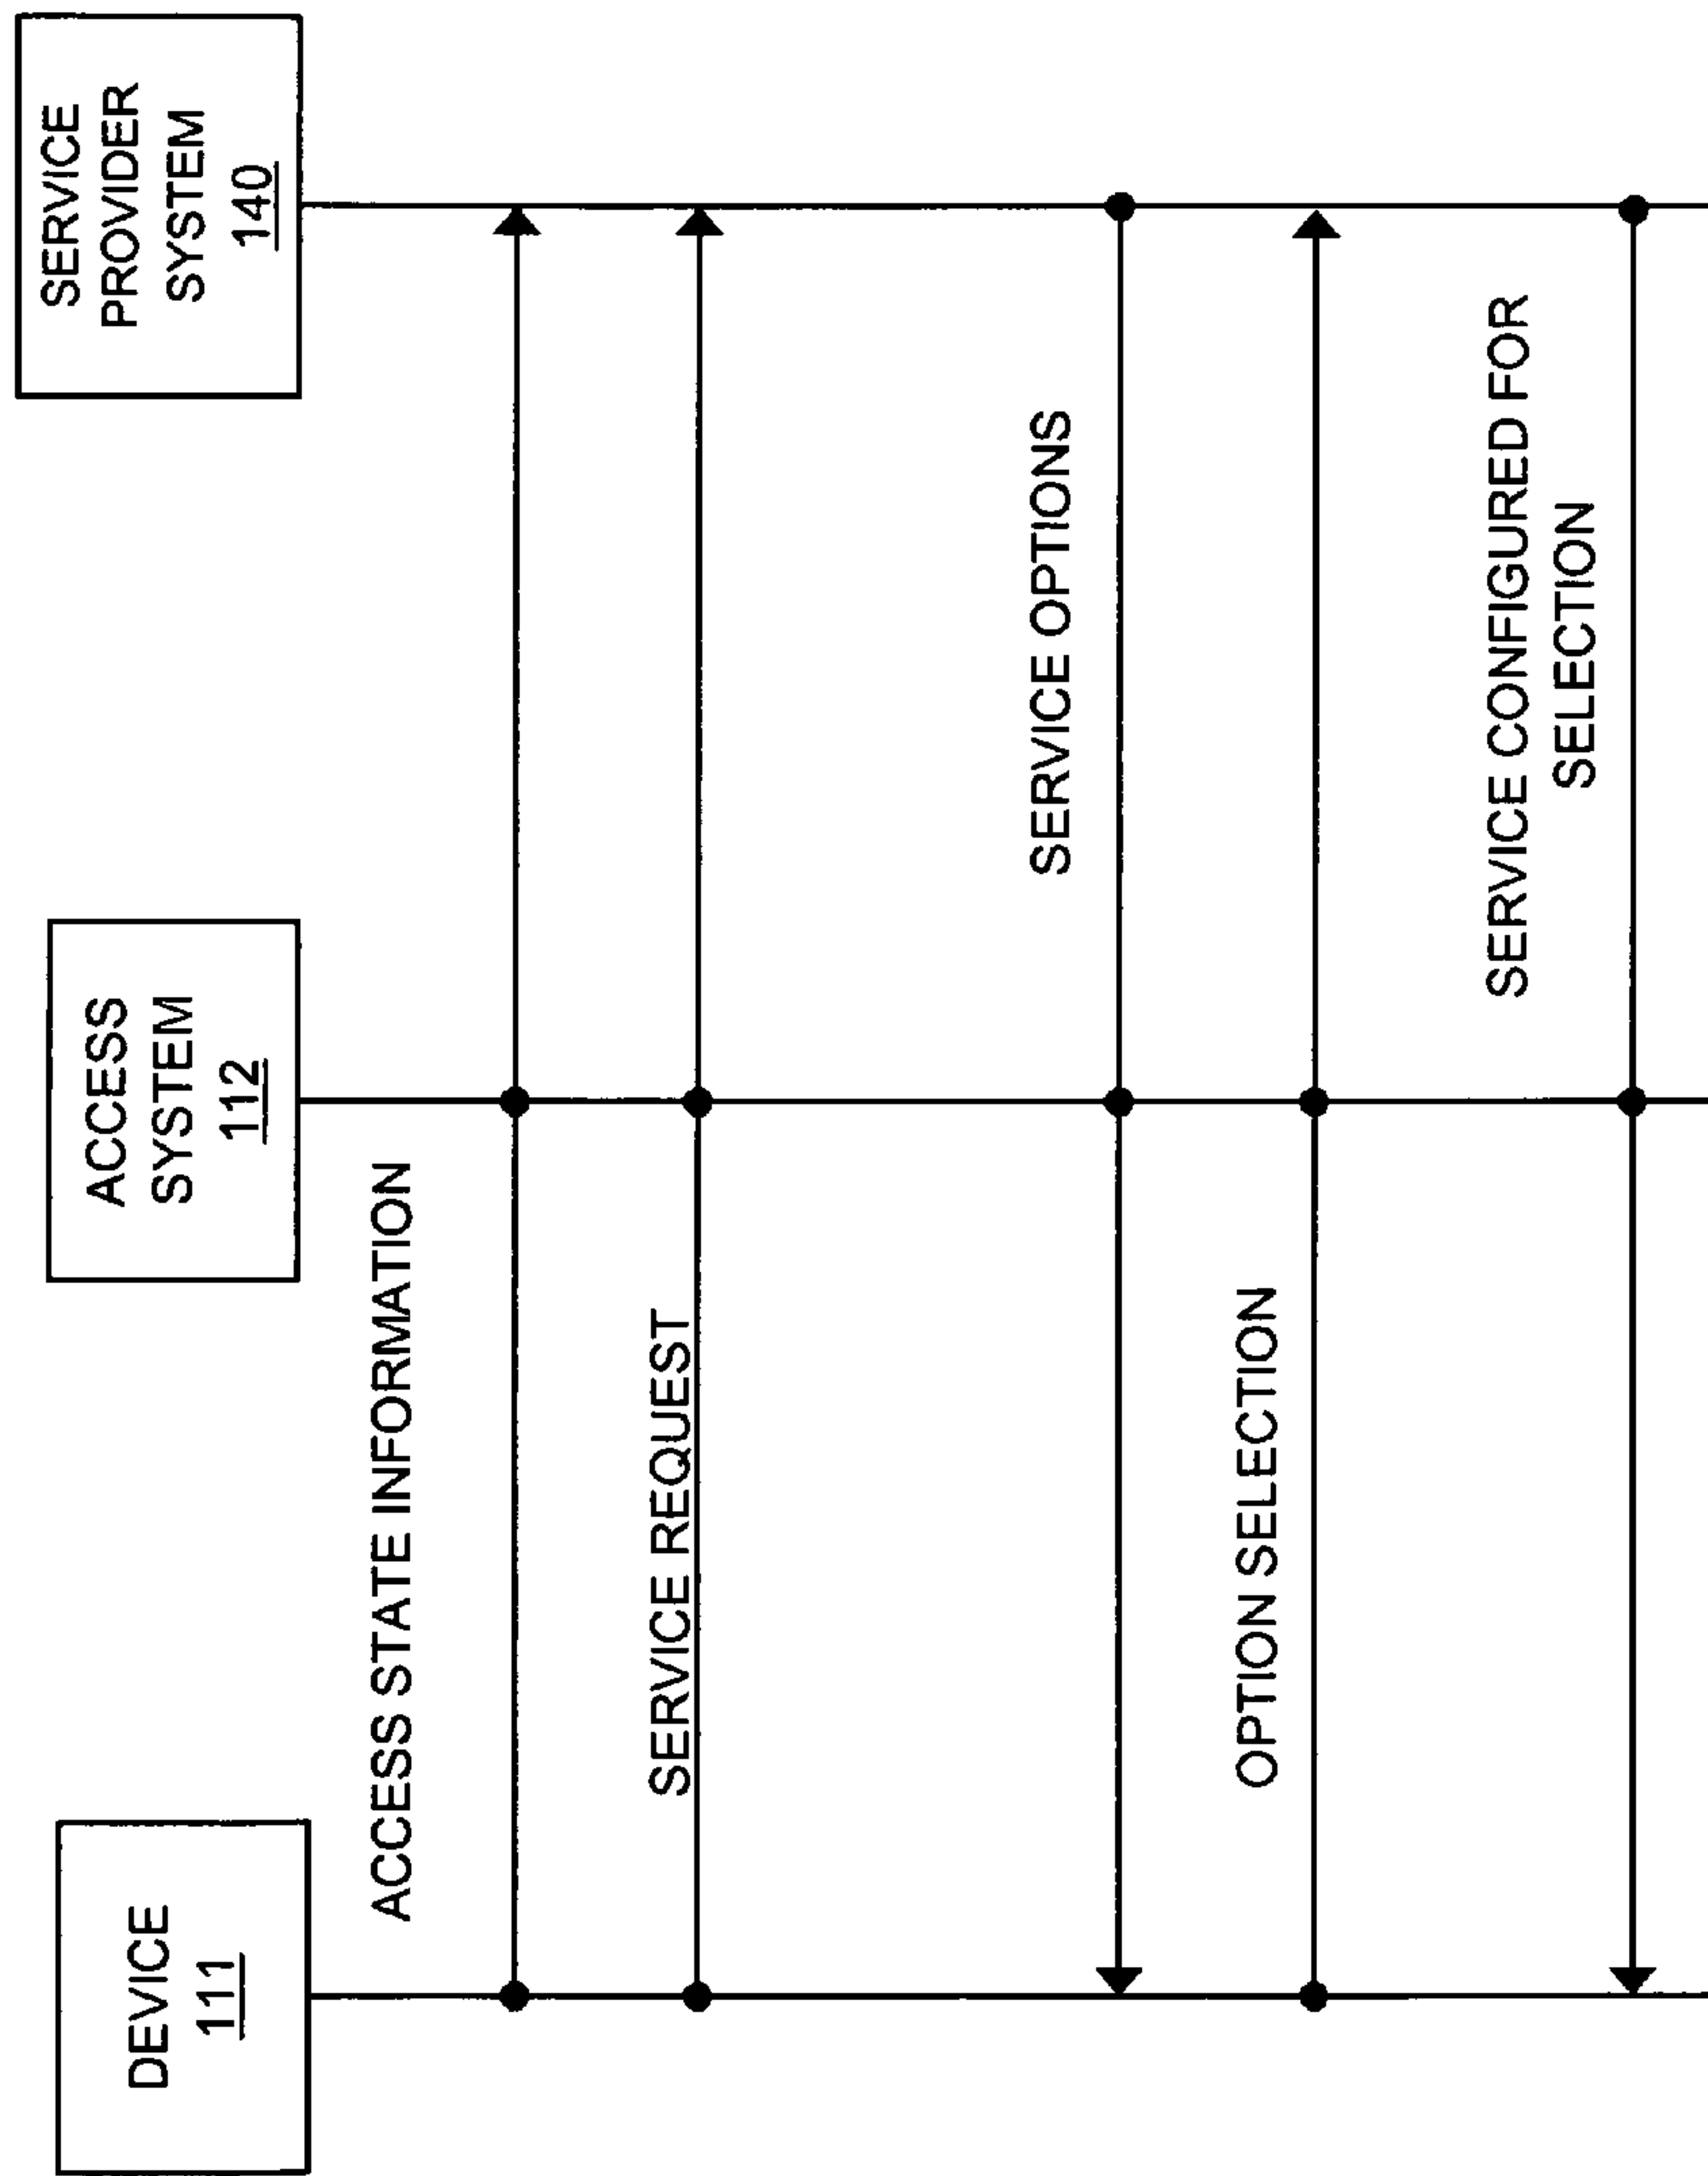 DEVICE
111
ACCESS
SYSTEM
112
SERVICE
PROVIDER
SYSTEM
140
ACCESS STATE INFORMATION
SERVICE REQUEST
SERVICE OPTIONS
OPTION SELECTION
SERVICE CONFIGURED FOR
SELECTION